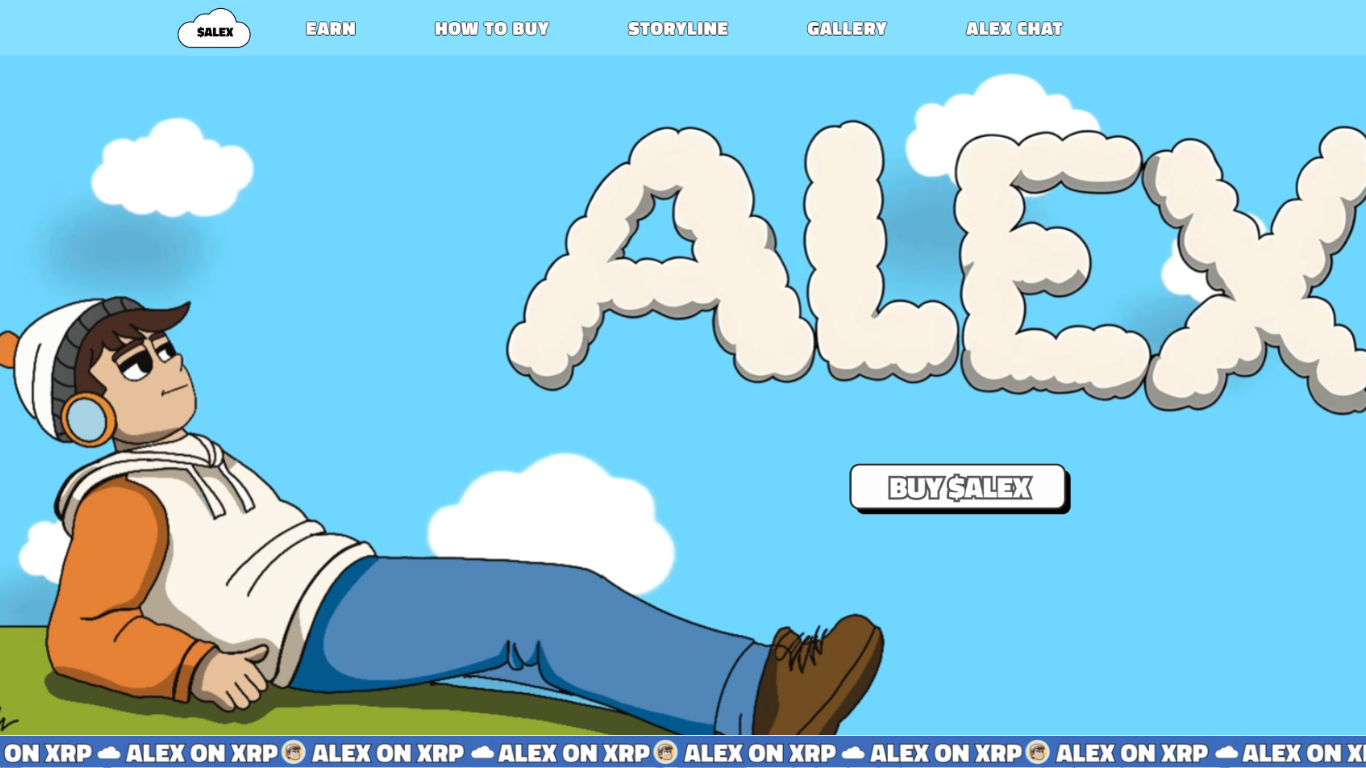 $ALEX EARN HOW TO BUY STORYLINE GALLERY ALEX CHAT
ALEX
BUY $ALEX
ON XRP ALEX ON XRP ALEX ON XRP ALEX ON XRP ALEX ON XRP ALEX ON XRP ALEX ON XRP ALEX ON